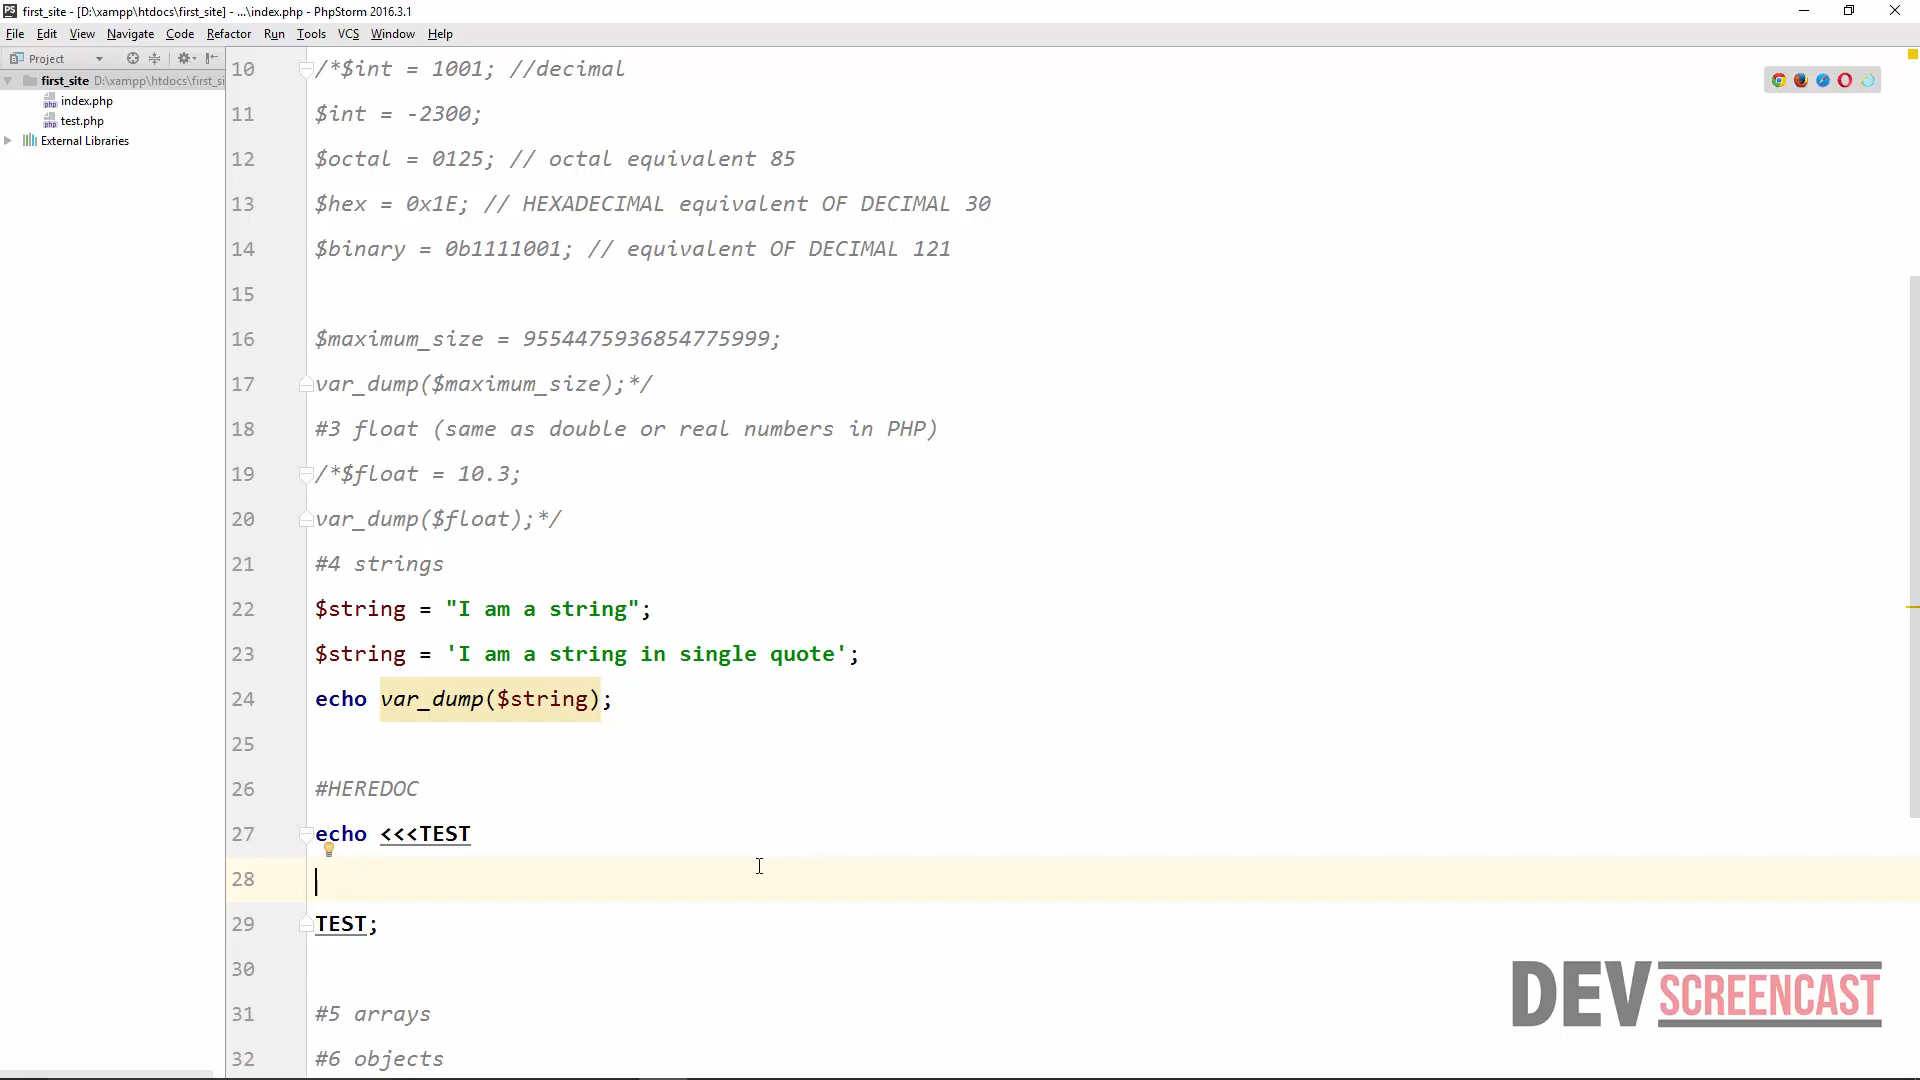 PS first_site - [D:\xampp\htdocs\first_site] - ...\index.php - PhpStorm 2016.3.1
File Edit View Navigate Code Refactor Run Tools VCS Window Help
Project
first_site D:\xampp\htdocs\first_si
php index.php
php test.php
External Libraries
10 /*$int = 1001; //decimal
11 $int = -2300;
12 $octal = 0125; // octal equivalent 85
13 $hex = 0x1E; // HEXADECIMAL equivalent OF DECIMAL 30
14 $binary = 0b1111001; // equivalent OF DECIMAL 121
15
16 $maximum_size = 9554475936854775999;
17 var_dump($maximum_size);*/
18 #3 float (same as double or real numbers in PHP)
19 /*$float = 10.3;
20 var_dump($float);*/
21 #4 strings
22 $string = "I am a string";
23 $string = 'I am a string in single quote';
24 echo var_dump($string);
25
26 #HEREDOC
27 echo <<<TEST
28
29 TEST;
30
31 #5 arrays
32 #6 objects
DEVSCREENCAST